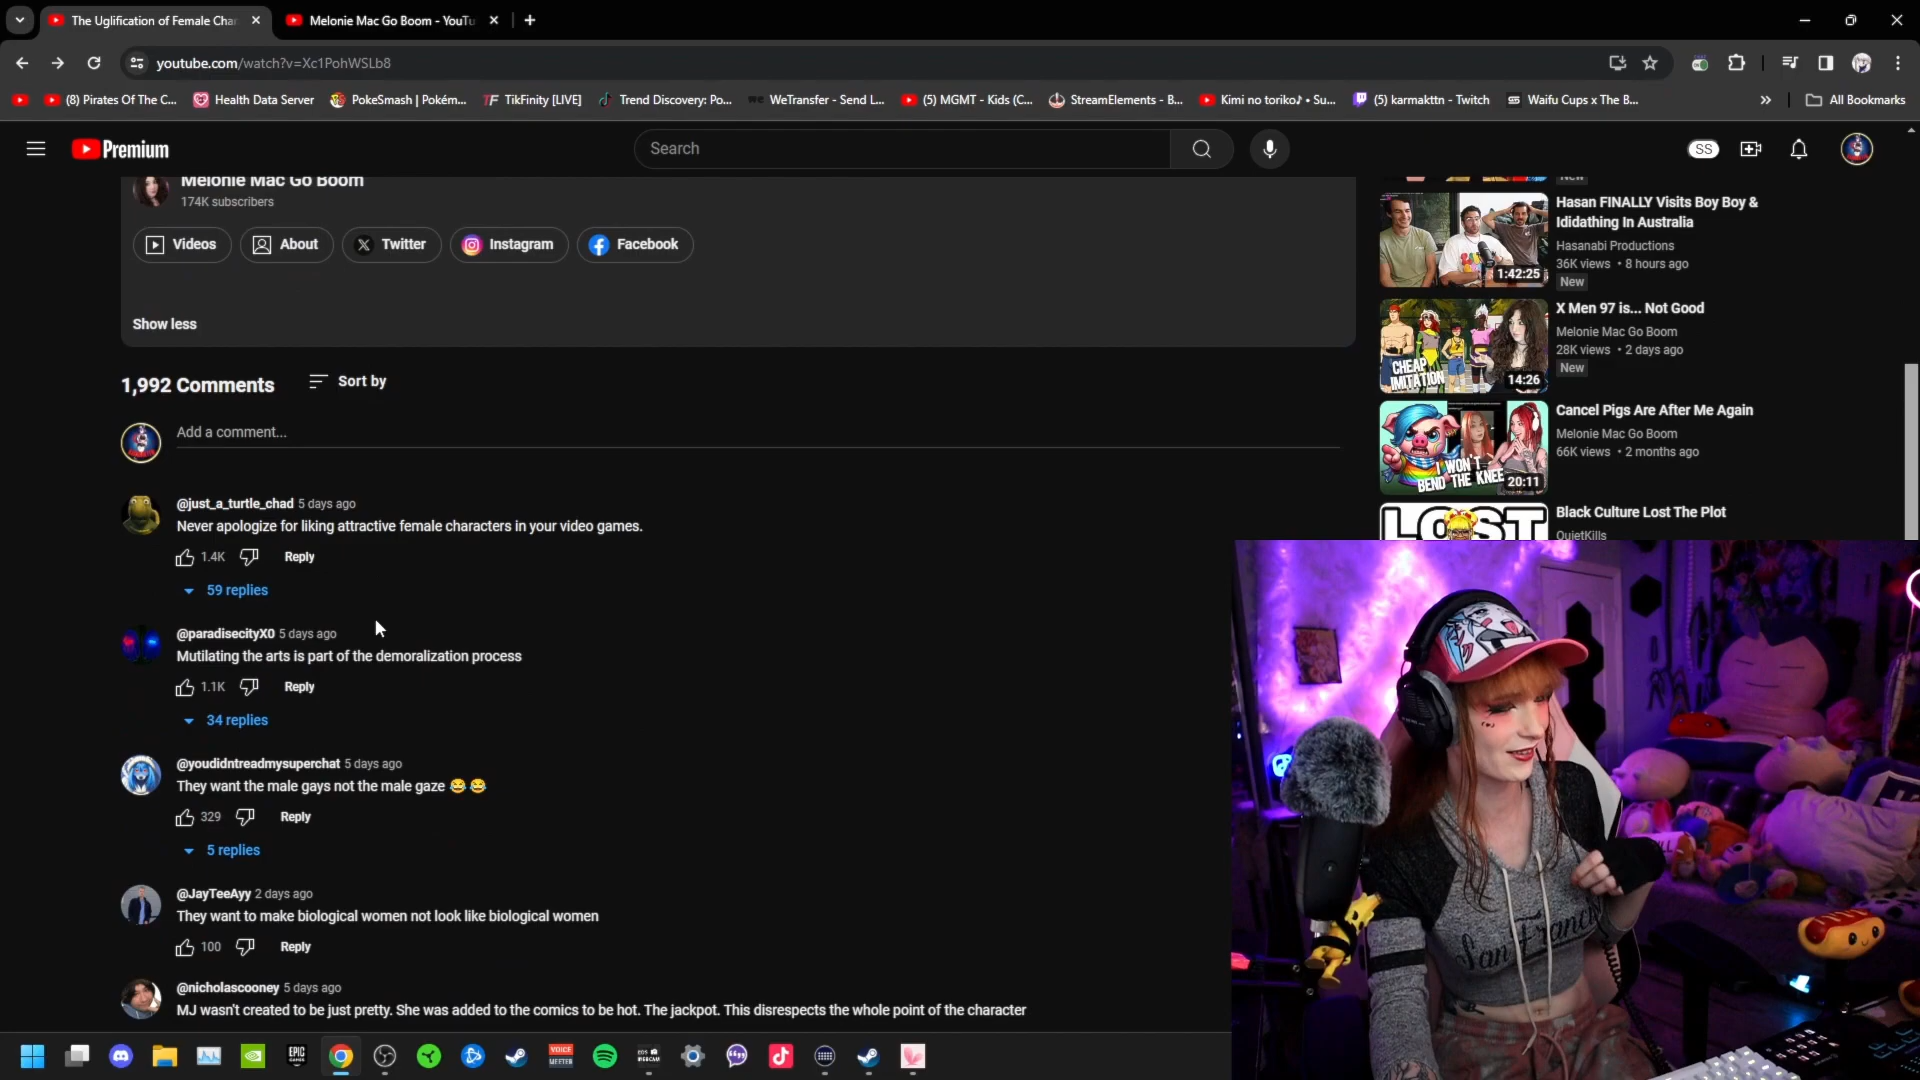 The Uglification of Female Cha
Melonie Mac Go Boom - YouTu
youtube.com/watch?v=Xc1PohWSLb8
(8) Pirates Of The C...
Health Data Server
PokeSmash | Pokém...
TikFinity [LIVE]
Trend Discovery: Po...
WeTransfer - Send L...
(5) MGMT - Kids (C...
StreamElements - B...
Kimi no toriko♪ • Su...
(5) karmakttn - Twitch
Waifu Cups x The B...
All Bookmarks
Premium
Search
SS
Melonie Mac Go Boom
174K subscribers
Videos
About
Twitter
Instagram
Facebook
Show less
1,992 Comments
Sort by
Add a comment...
@just_a_turtle_chad 5 days ago
Never apologize for liking attractive female characters in your video games.
1.4K
Reply
59 replies
@paradisecityX0 5 days ago
Mutilating the arts is part of the demoralization process
1.1K
Reply
34 replies
@youdidntreadmysuperchat 5 days ago
They want the male gays not the male gaze 😂 😂
329
Reply
5 replies
@JayTeeAyy 2 days ago
They want to make biological women not look like biological women
100
Reply
@nicholascooney 5 days ago
MJ wasn't created to be just pretty. She was added to the comics to be hot. The jackpot. This disrespects the whole point of the character
New
Hasan FINALLY Visits Boy Boy &
Ididathing In Australia
Hasanabi Productions
36K views • 8 hours ago
New
1:42:25
X Men 97 is... Not Good
Melonie Mac Go Boom
28K views • 2 days ago
New
CHEAP
IMITATION
14:26
Cancel Pigs Are After Me Again
Melonie Mac Go Boom
66K views • 2 months ago
I WON'T
BEND THE KNEE
20:11
Black Culture Lost The Plot
QuietKills
LOST
San Francisco
EPIC
GAMES
VOICE
MEETER
EOS
WEBCAM